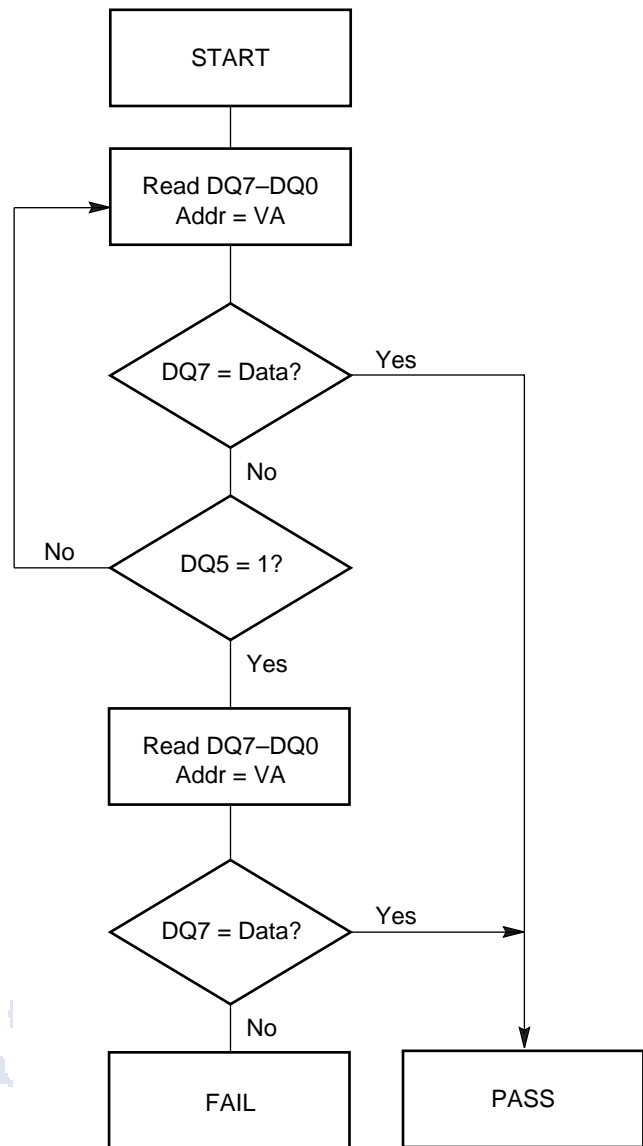 START
Read DQ7–DQ0
Addr = VA
DQ7 = Data?
Yes
No
No
DQ5 = 1?
Yes
Read DQ7–DQ0
Addr = VA
DQ7 = Data?
Yes
No
FAIL
PASS